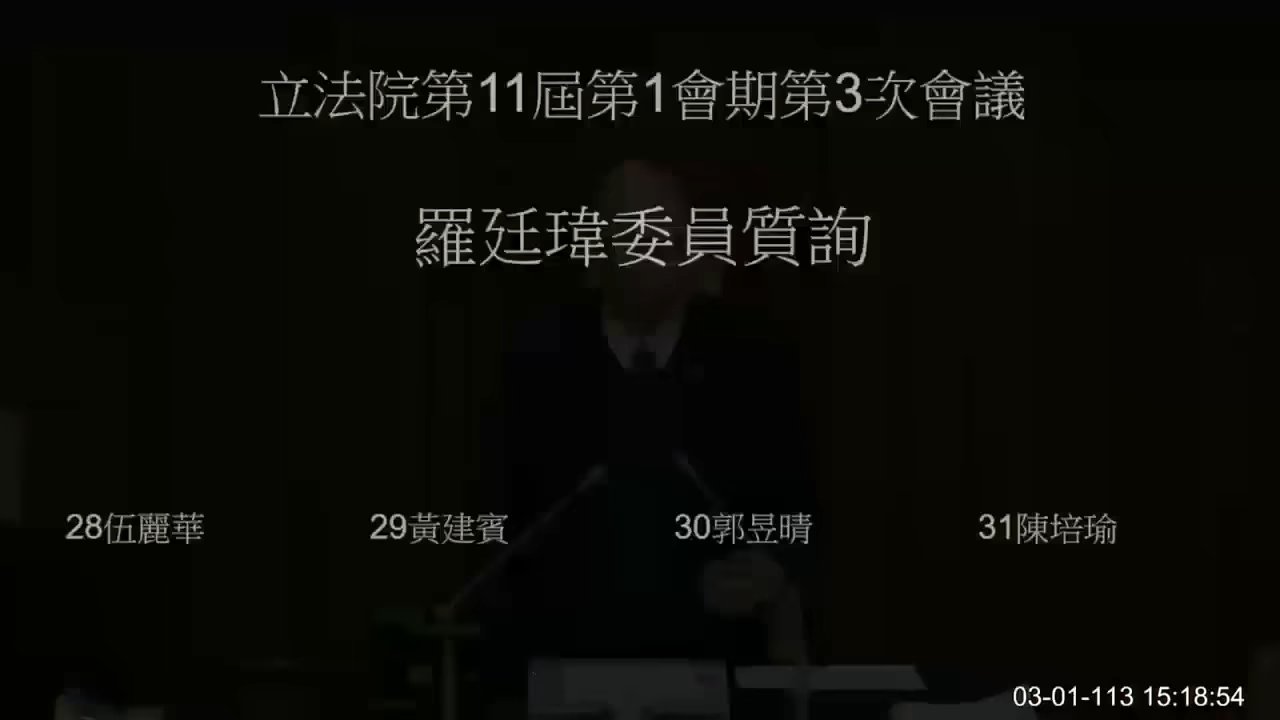 立法院第11屆第1會期第3次會議
羅廷瑋委員質詢
28伍麗華 29黃建賓 30郭昱晴 31陳培瑜
03-01-113 15:18:54